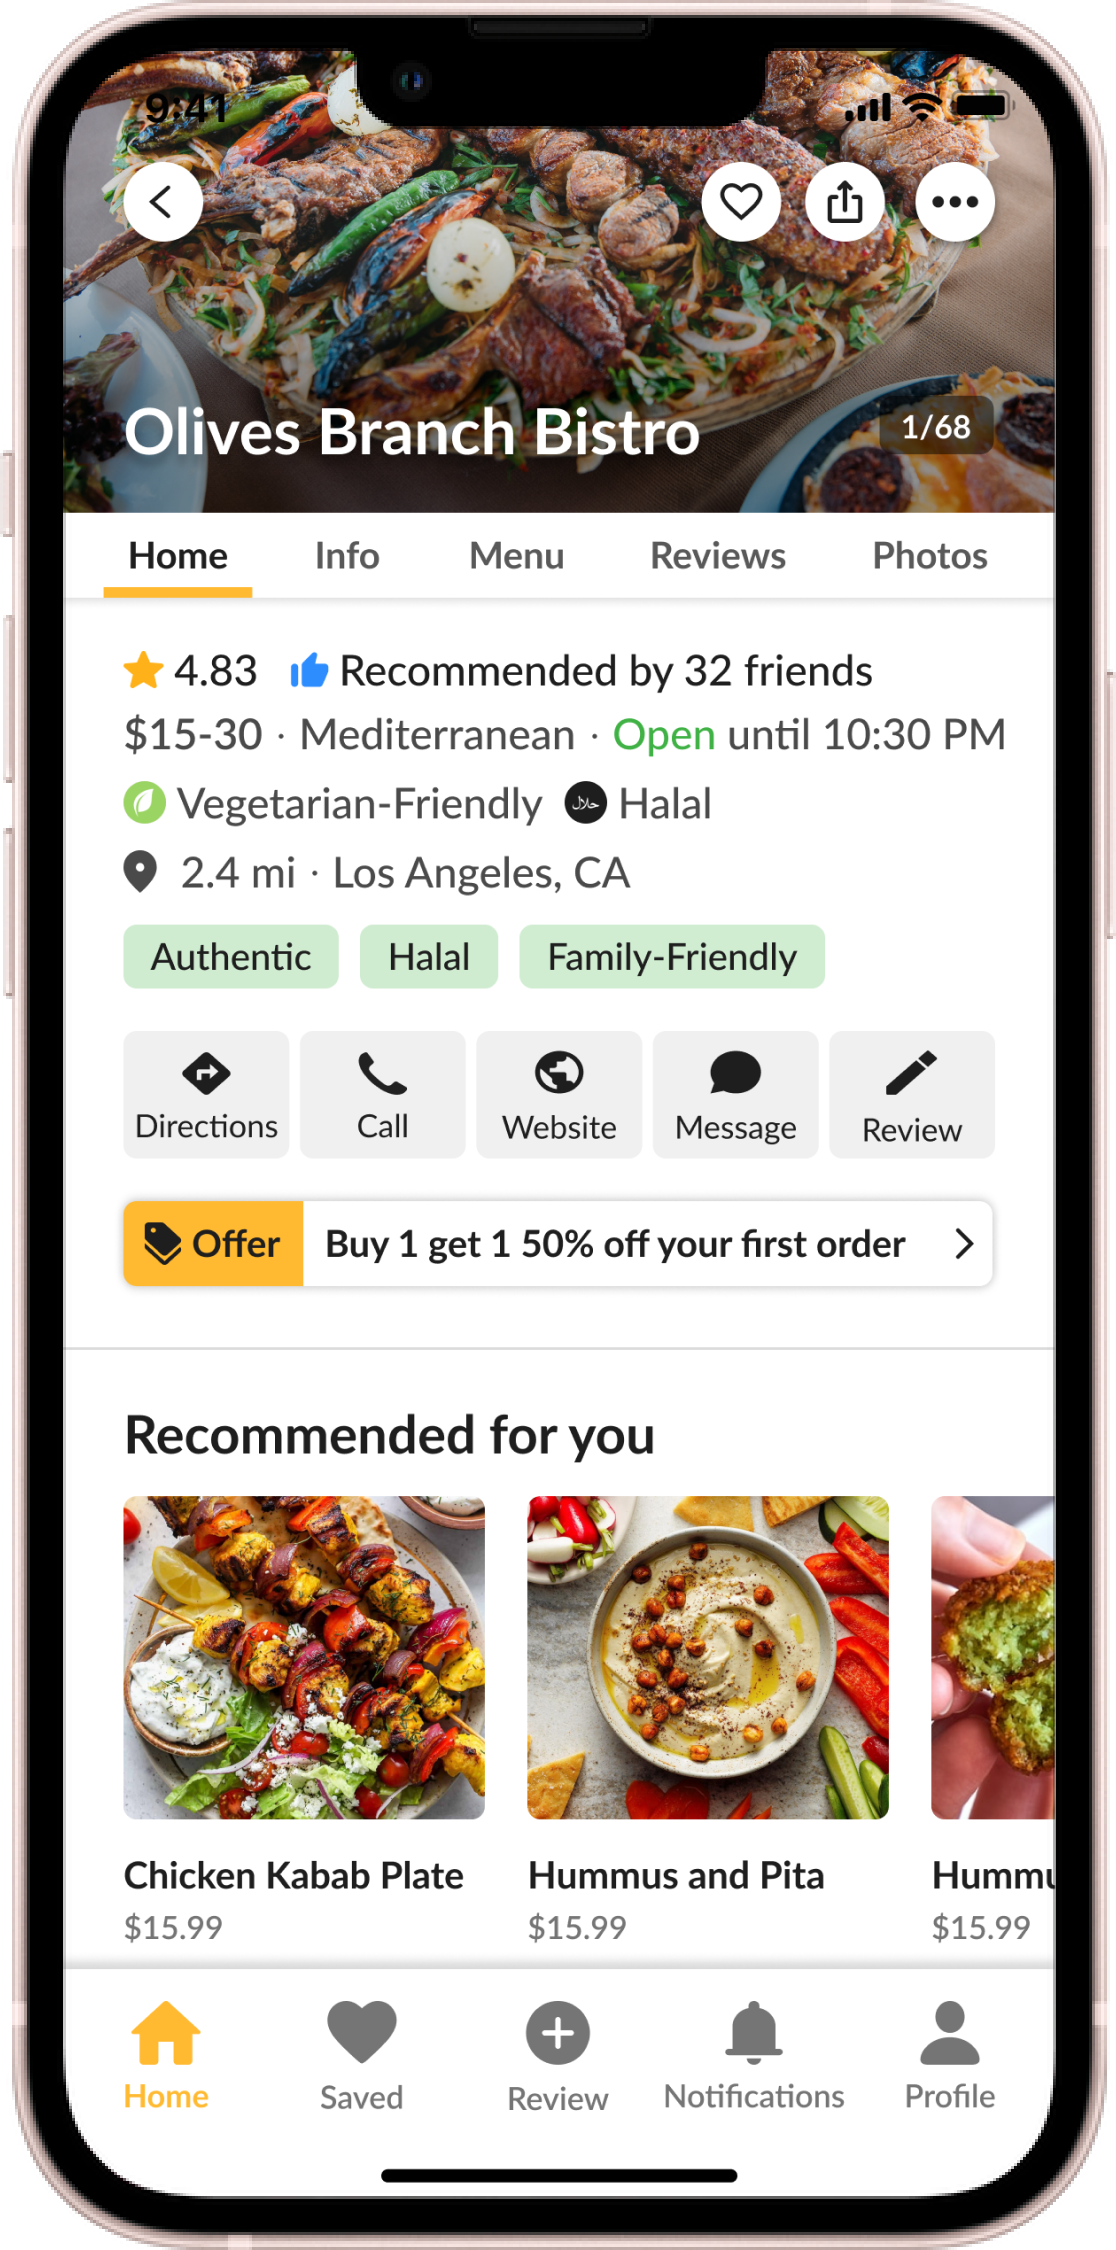 9:41
Olives Branch Bistro
1/68
Home Info Menu Reviews Photos
4.83 Recommended by 32 friends
$15-30 · Mediterranean · Open until 10:30 PM
Vegetarian-Friendly حلال Halal
2.4 mi · Los Angeles, CA
Authentic Halal Family-Friendly
Directions Call Website Message Review
Offer Buy 1 get 1 50% off your first order
Recommended for you
Chicken Kabab Plate Hummus and Pita
$15.99 $15.99 $15.99
Home Saved Review Notifications Profile